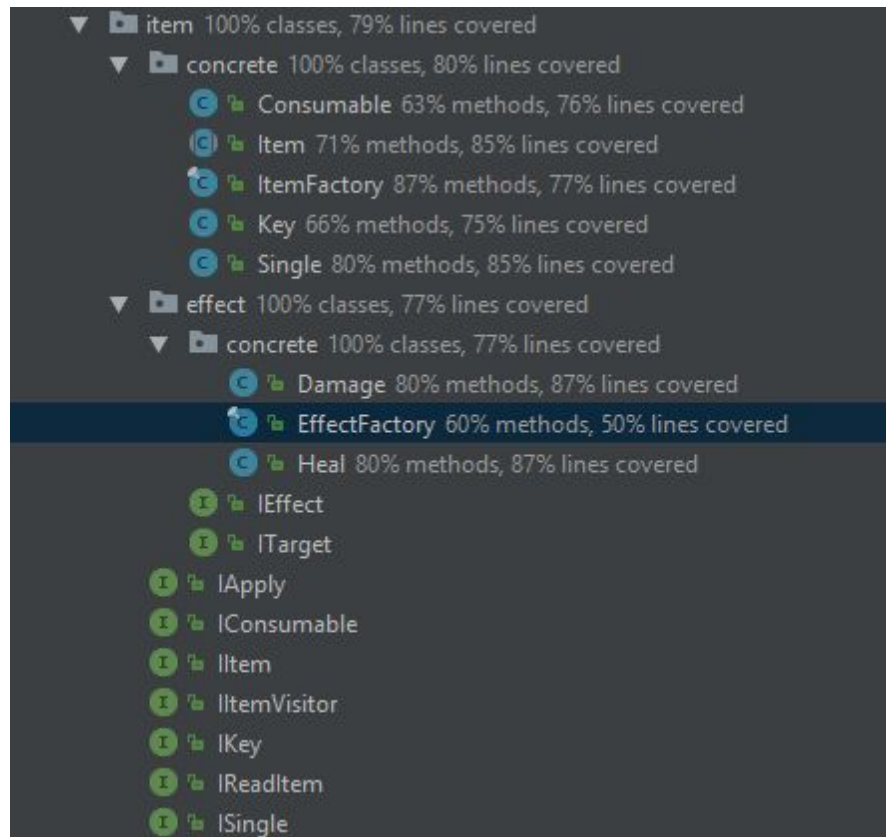 item 100% classes, 79% lines covered
concrete 100% classes, 80% lines covered
C Consumable 63% methods, 76% lines covered
C Item 71% methods, 85% lines covered
C ItemFactory 87% methods, 77% lines covered
C Key 66% methods, 75% lines covered
C Single 80% methods, 85% lines covered
effect 100% classes, 77% lines covered
concrete 100% classes, 77% lines covered
C Damage 80% methods, 87% lines covered
C EffectFactory 60% methods, 50% lines covered
C Heal 80% methods, 87% lines covered
I IEffect
I ITarget
I IApply
I IConsumable
I IItem
I IItemVisitor
I IKey
I IReadItem
I ISingle